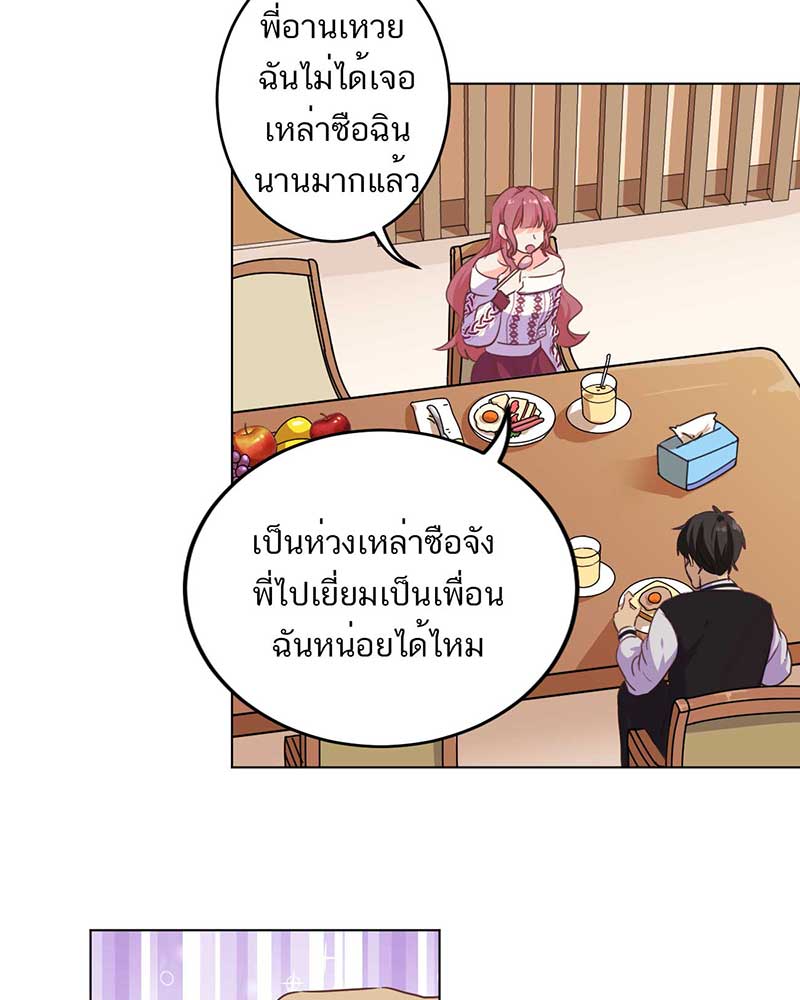 พี่อานเหวย
ฉันไม่ได้เจอ
เหล่าซือฉิน
นานมากแล้ว
เป็นห่วงเหล่าซือจัง
พี่ไปเยี่ยมเป็นเพื่อน
ฉันหน่อยได้ไหม